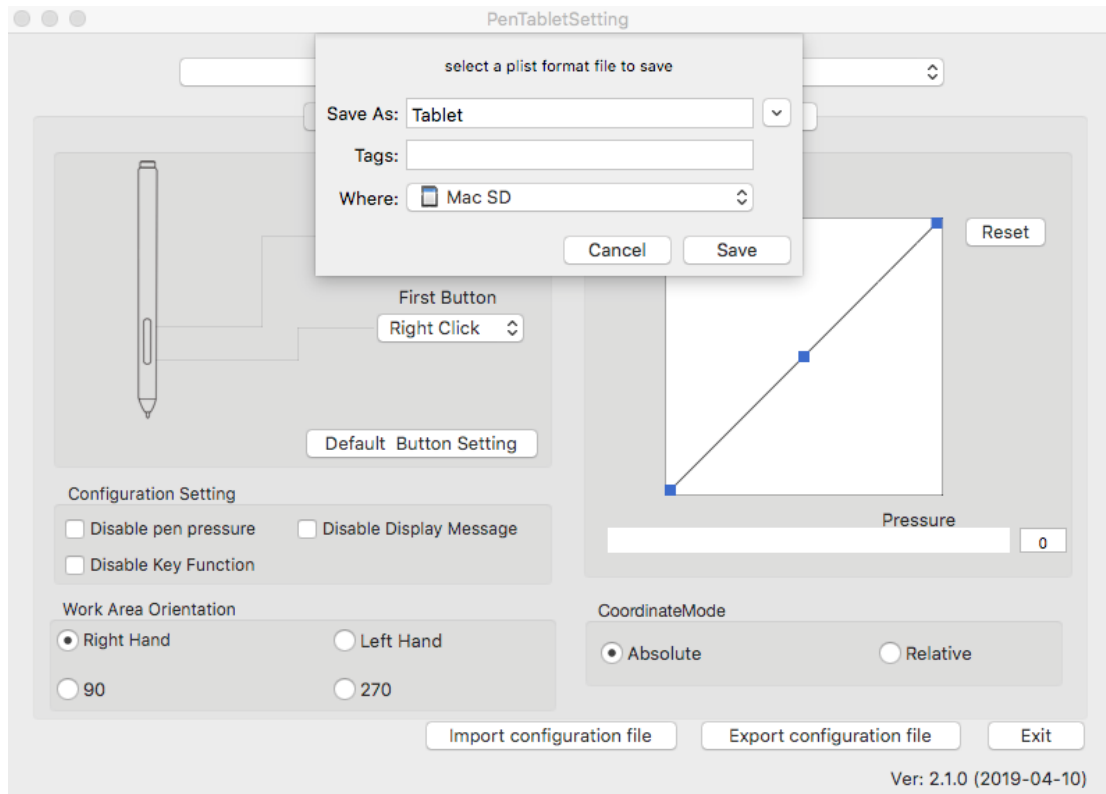 PenTabletSetting
select a plist format file to save
Save As: Tablet
Tags:
Where: Mac SD
Cancel Save
Reset
First Button
Right Click
Default Button Setting
Configuration Setting
Disable pen pressure Disable Display Message
Disable Key Function
Pressure
0
Work Area Orientation
Right Hand Left Hand
90 270
CoordinateMode
Absolute Relative
Import configuration file Export configuration file Exit
Ver: 2.1.0 (2019-04-10)